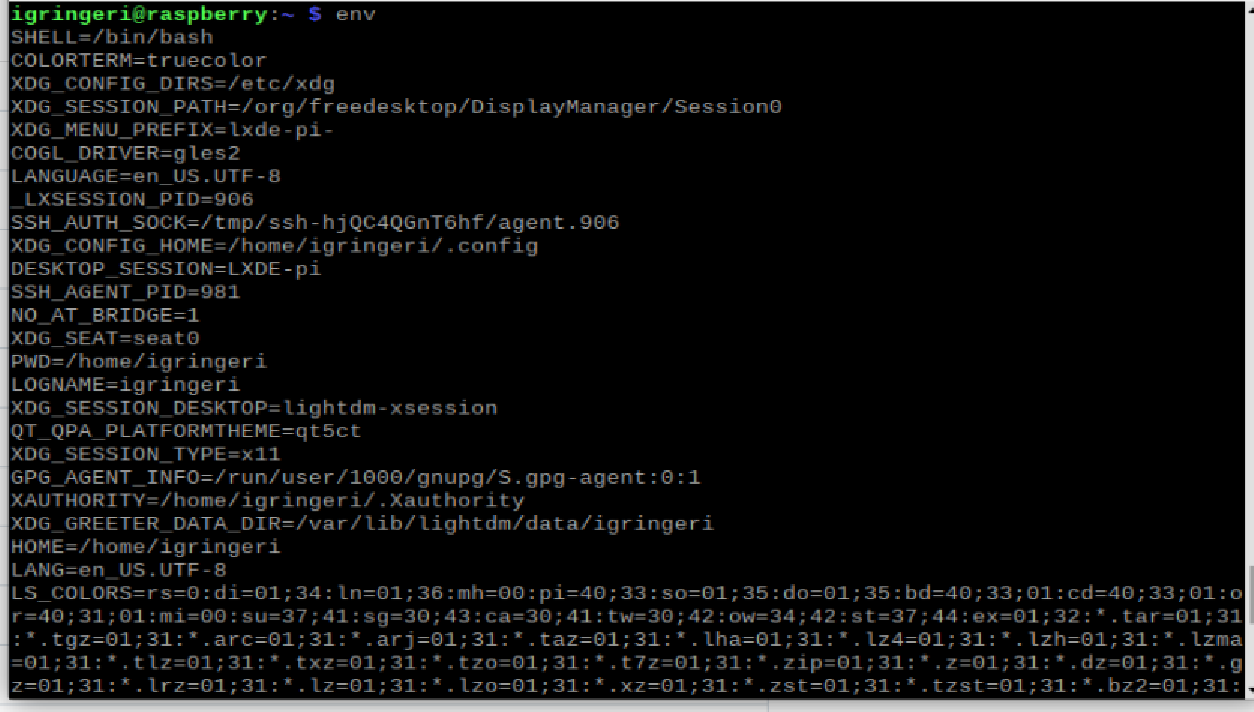 igringeri@raspberry:~ $ env
SHELL=/bin/bash
COLORTERM=truecolor
XDG_CONFIG_DIRS=/etc/xdg
XDG_SESSION_PATH=/org/freedesktop/DisplayManager/Session0
XDG_MENU_PREFIX=lxde-pi-
COGL_DRIVER=gles2
LANGUAGE=en_US.UTF-8
_LXSESSION_PID=906
SSH_AUTH_SOCK=/tmp/ssh-hjQC4QGnT6hf/agent.906
XDG_CONFIG_HOME=/home/igringeri/.config
DESKTOP_SESSION=LXDE-pi
SSH_AGENT_PID=981
NO_AT_BRIDGE=1
XDG_SEAT=seat0
PWD=/home/igringeri
LOGNAME=igringeri
XDG_SESSION_DESKTOP=lightdm-xsession
QT_QPA_PLATFORMTHEME=qt5ct
XDG_SESSION_TYPE=x11
GPG_AGENT_INFO=/run/user/1000/gnupg/S.gpg-agent:0:1
XAUTHORITY=/home/igringeri/.Xauthority
XDG_GREETER_DATA_DIR=/var/lib/lightdm/data/igringeri
HOME=/home/igringeri
LANG=en_US.UTF-8
LS_COLORS=rs=0:di=01;34:ln=01;36:mh=00:pi=40;33:so=01;35:do=01;35:bd=40;33;01:cd=40;33;01:o
r=40;31;01:mi=00:su=37;41:sg=30;43:ca=30;41:tw=30;42:ow=34;42:st=37;44:ex=01;32:*.tar=01;31
:*.tgz=01;31:*.arc=01;31:*.arj=01;31:*.taz=01;31:*.lha=01;31:*.lz4=01;31:*.lzh=01;31:*.lzma
=01;31:*.tlz=01;31:*.txz=01;31:*.tzo=01;31:*.t7z=01;31:*.zip=01;31:*.z=01;31:*.dz=01;31:*.g
z=01;31:*.lrz=01;31:*.lz=01;31:*.lzo=01;31:*.xz=01;31:*.zst=01;31:*.tzst=01;31:*.bz2=01;31: